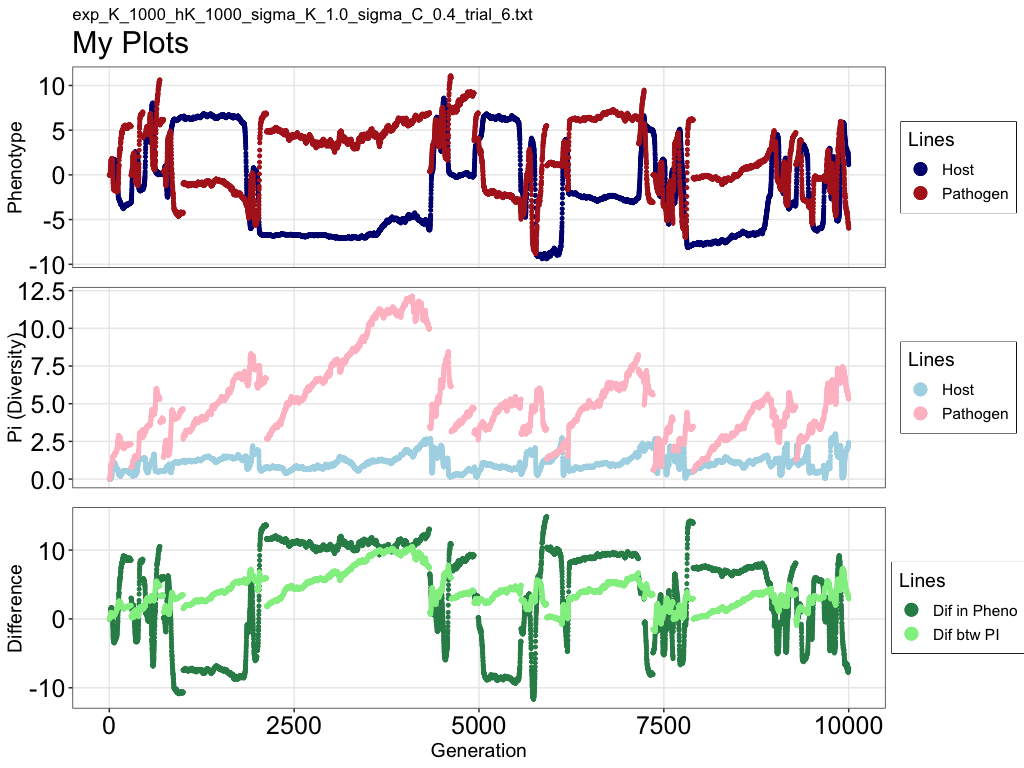 exp_K_1000_hK_1000_sigma_K_1.0_sigma_C_0.4_trial_6.txt
My Plots
Phenotype
10
5
0
-5
-10
Lines
Host
Pathogen
Pi (Diversity)
12.5
10.0
7.5
5.0
2.5
0.0
Lines
Host
Pathogen
Difference
10
0
-10
Lines
Dif in Pheno
Dif btw PI
0 2500 5000 7500 10000
Generation